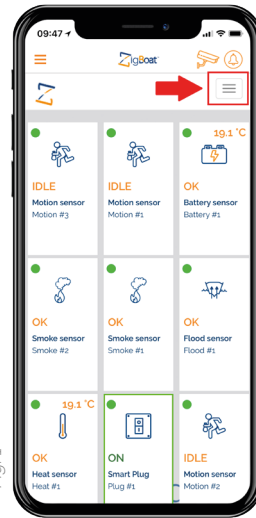 09:47
ZigBoat
19.1 °C
IDLE
IDLE
OK
Motion sensor
Motion sensor
Battery sensor
Motion #3
Motion #1
Battery #1
OK
OK
OK
Smoke sensor
Smoke sensor
Flood sensor
Smoke #2
Smoke #1
Flood #1
19.1 °C
OK
ON
IDLE
Heat sensor
Smart Plug
Motion sensor
Heat #1
Plug #1
Motion #2